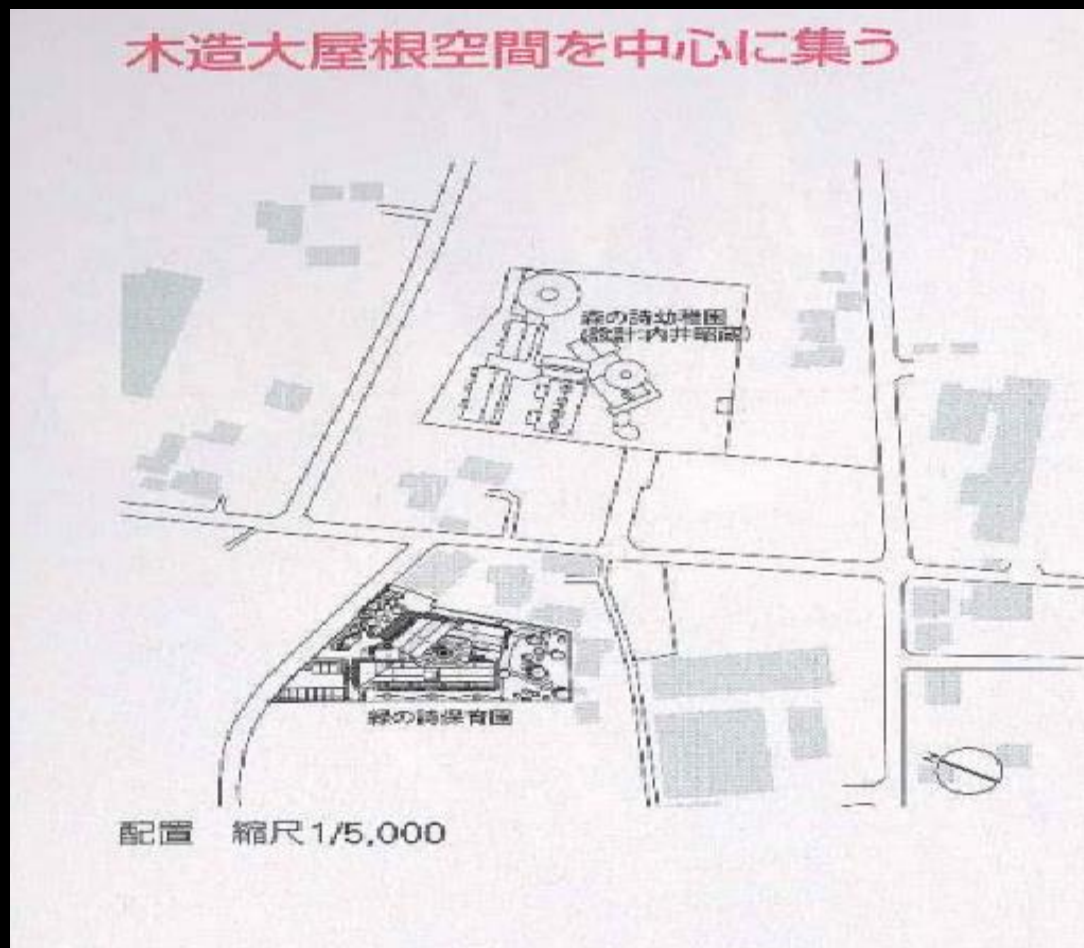 木造大屋根空間を中心に集う
森の詩幼稚園
(設計:内井昭蔵)
緑の詩保育園
配置 縮尺1/5,000